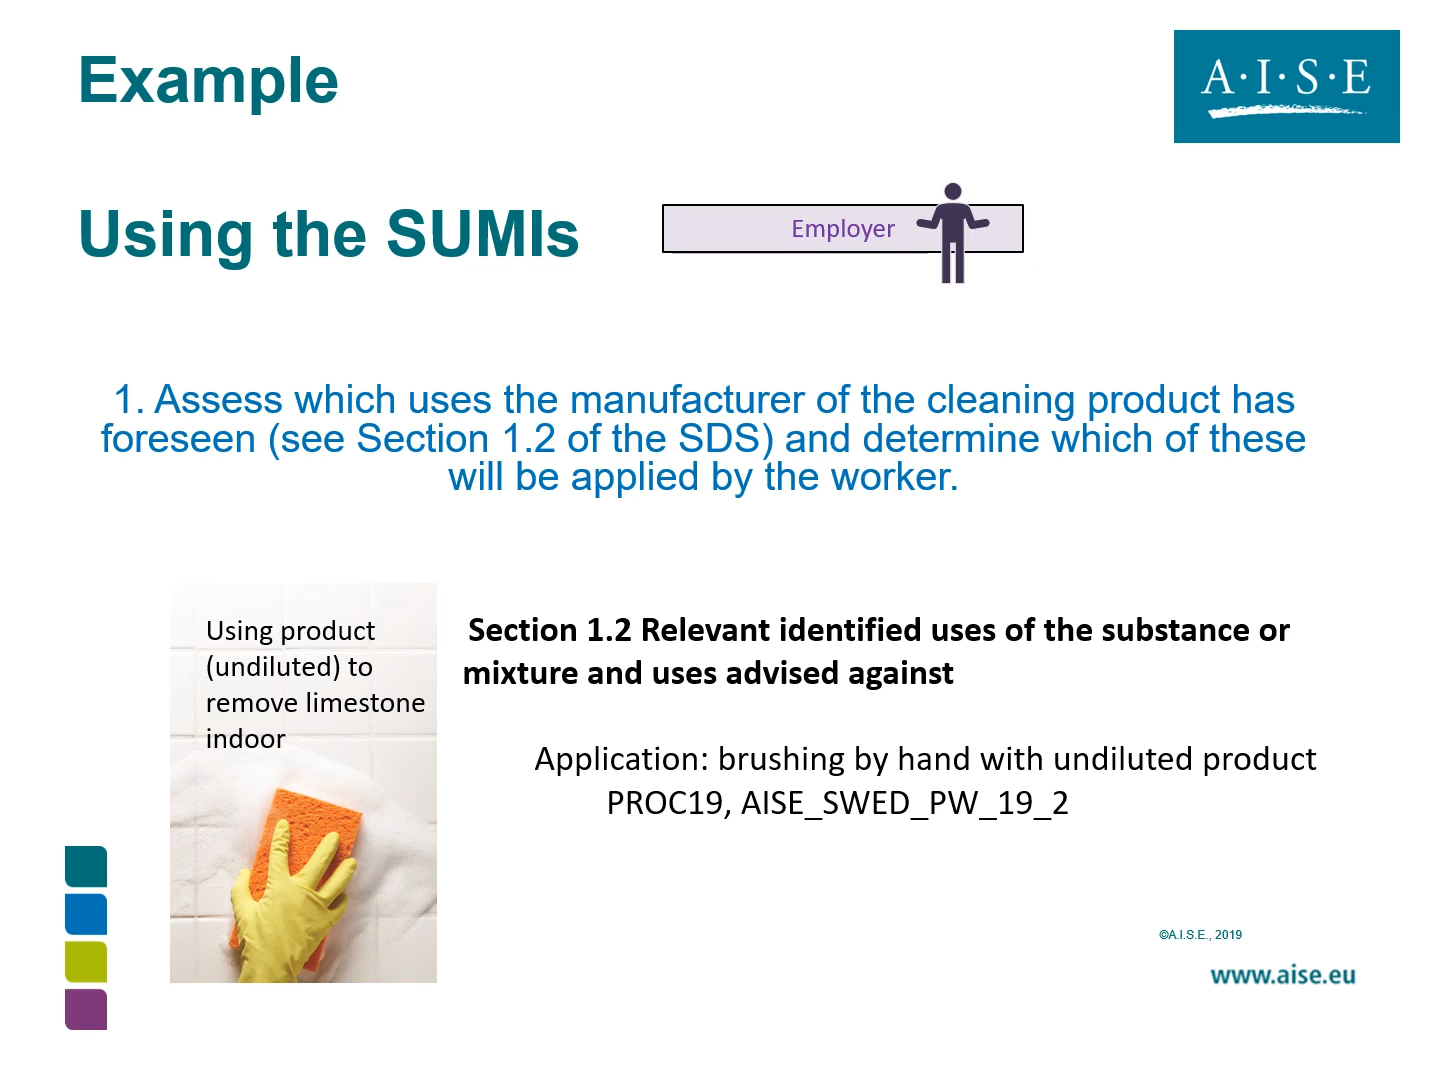 Example
A·I·S·E
Using the SUMIs
Employer
1. Assess which uses the manufacturer of the cleaning product has
foreseen (see Section 1.2 of the SDS) and determine which of these
will be applied by the worker.
Using product
(undiluted) to
remove limestone
indoor
Section 1.2 Relevant identified uses of the substance or
mixture and uses advised against
Application: brushing by hand with undiluted product
PROC19, AISE_SWED_PW_19_2
©A.I.S.E., 2019
www.aise.eu